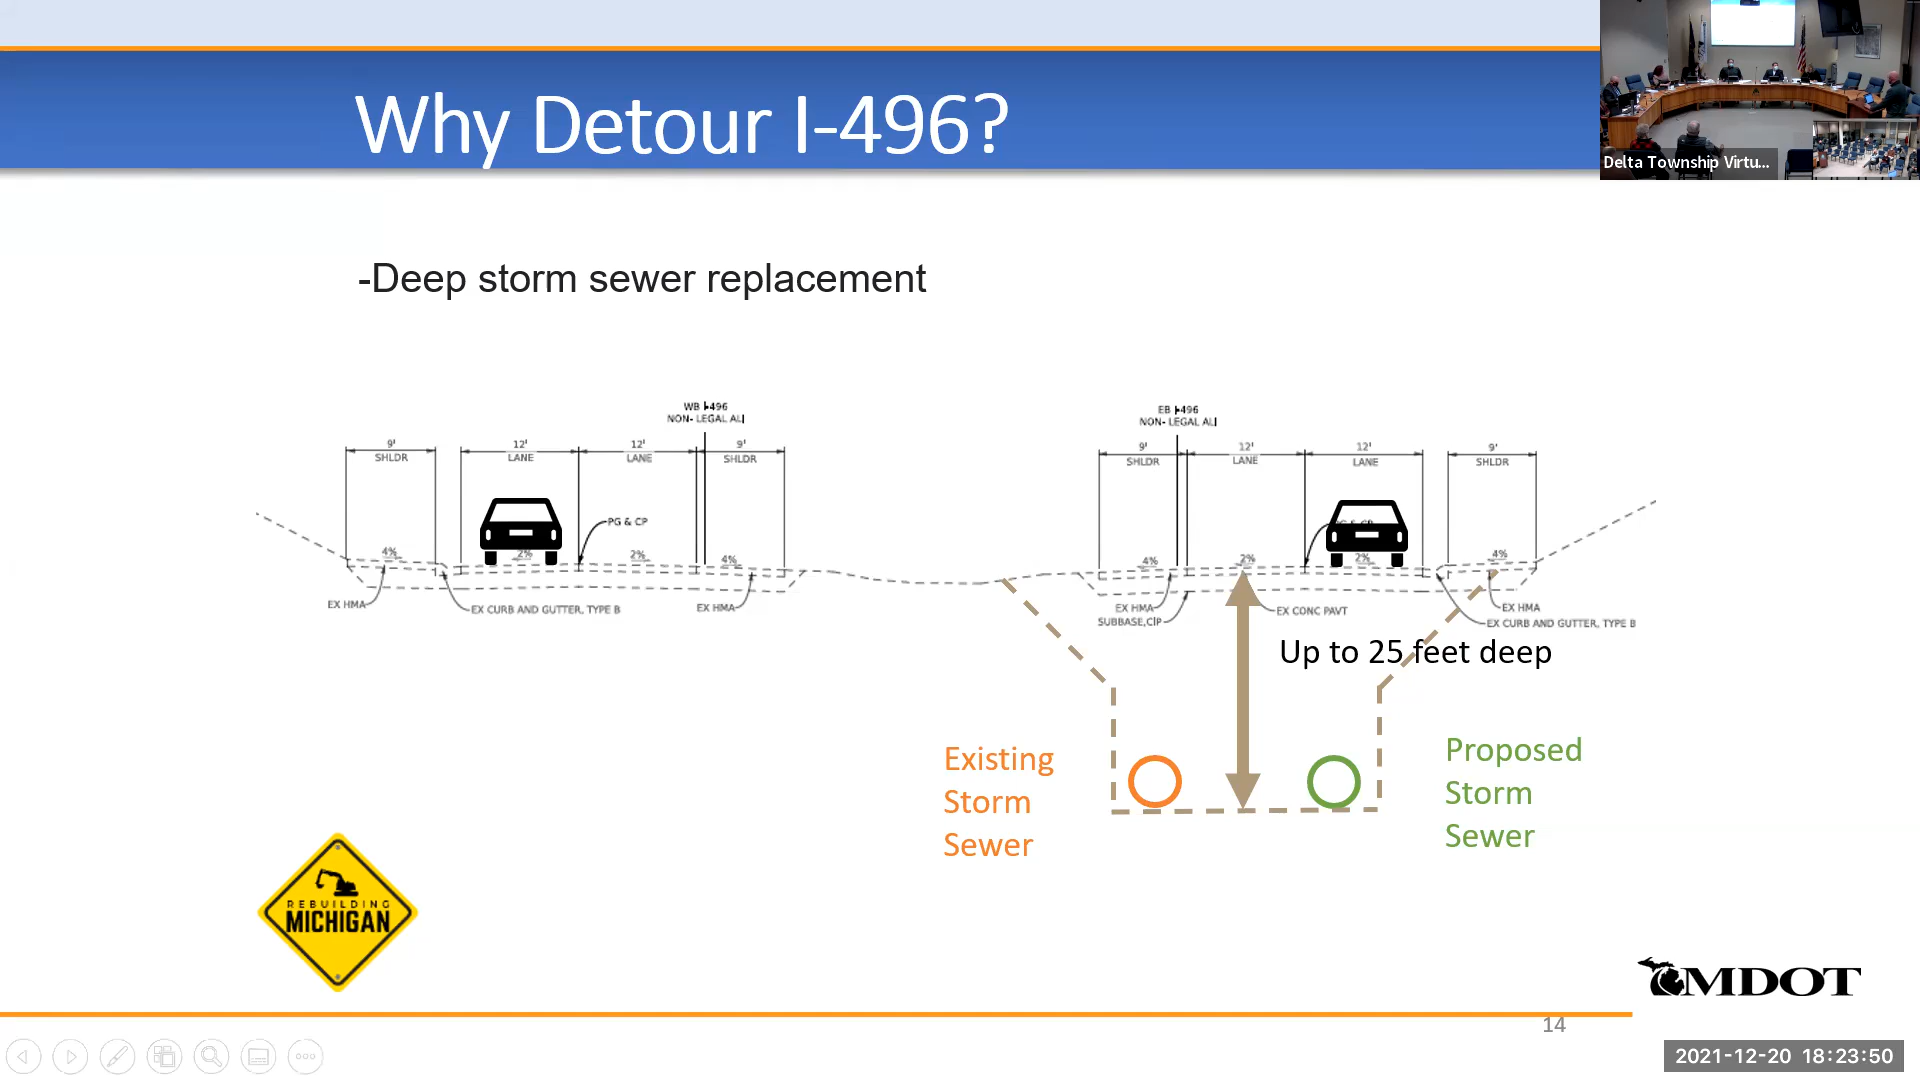 Why Detour I-496?
Delta Township Virtu...
-Deep storm sewer replacement
WB I-496
NON- LEGAL ALI
EB I-496
NON- LEGAL ALI
9' SHLDR
12' LANE
12' LANE
9' SHLDR
9' SHLDR
12' LANE
12' LANE
9' SHLDR
PG & CP
4%
2%
2%
4%
4%
2%
2%
4%
EX HMA
EX CURB AND GUTTER, TYPE B
EX HMA
EX HMA
SUBBASE,CIP
EX CONC PAVT
EX HMA
EX CURB AND GUTTER, TYPE B
Up to 25 feet deep
Existing
Storm
Sewer
Proposed
Storm
Sewer
REBUILDING
MICHIGAN
MDOT
14
2021-12-20 18:23:50